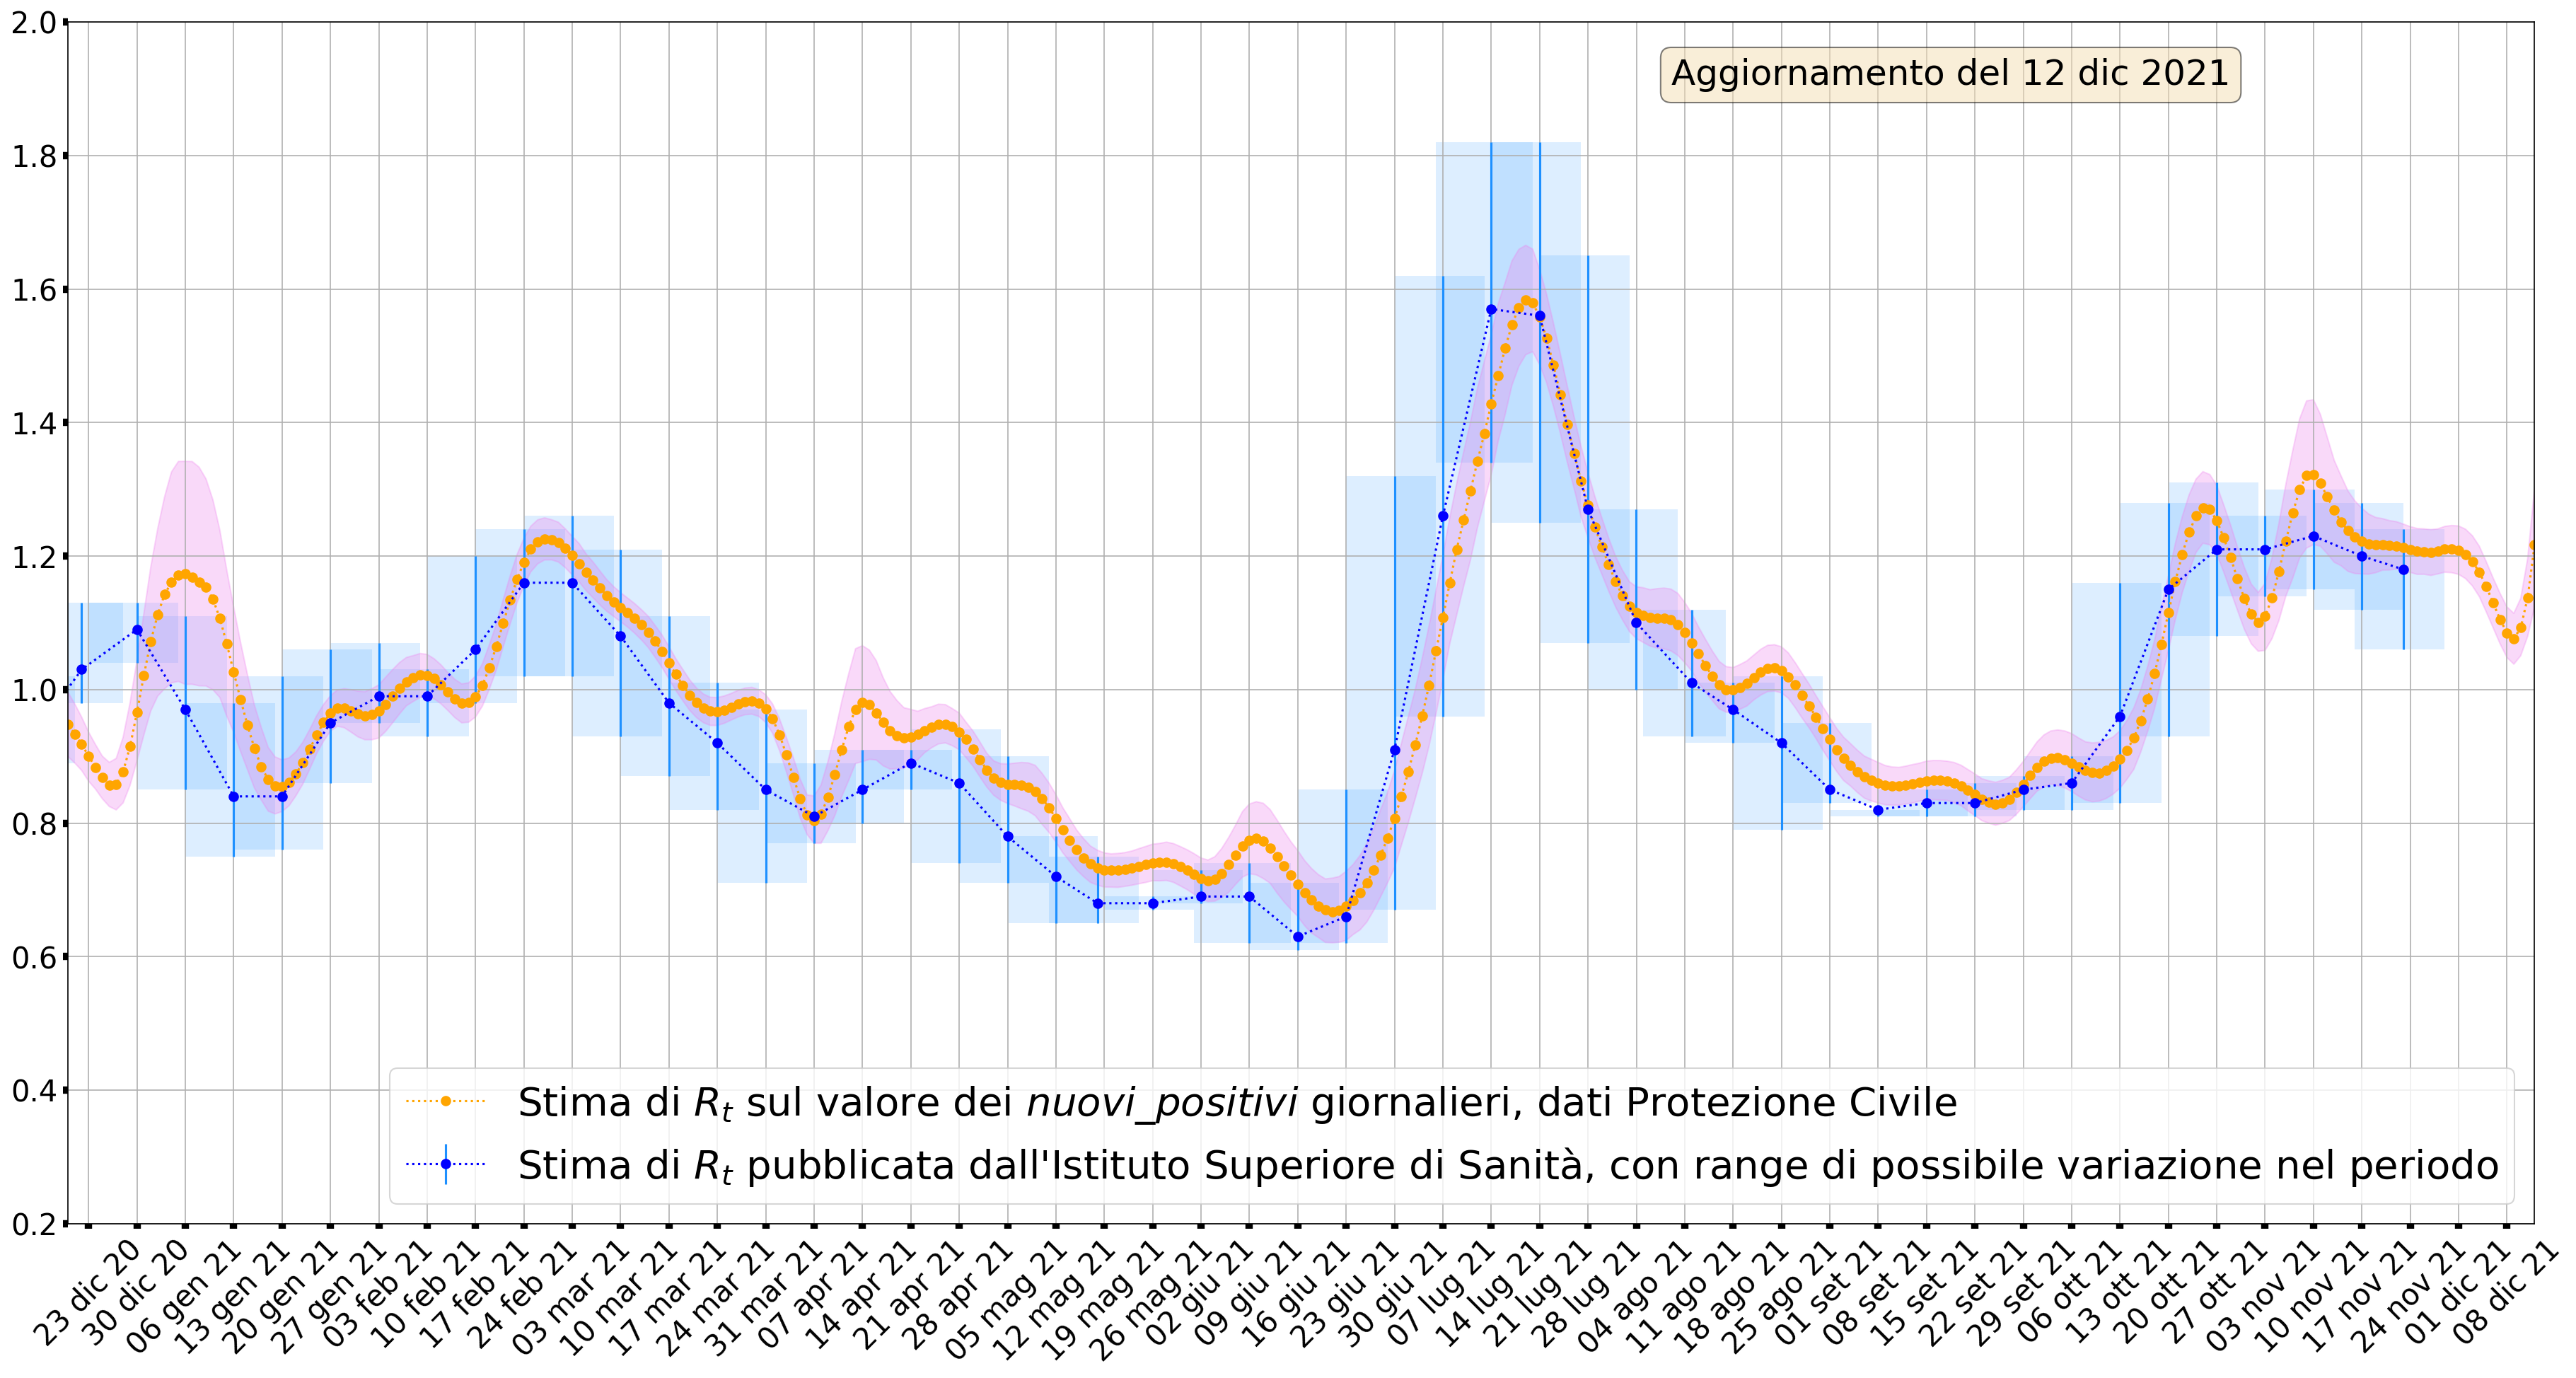 2.0
1.8
1.6
1.4
1.2
1.0
0.8
0.6
0.4
0.2
Aggiornamento del 12 dic 2021
Stima di Rt sul valore dei nuovi_positivi giornalieri, dati Protezione Civile
Stima di Rt pubblicata dall'Istituto Superiore di Sanità, con range di possibile variazione nel periodo
23 dic 20
30 dic 20
06 gen 21
13 gen 21
20 gen 21
27 gen 21
03 feb 21
10 feb 21
17 feb 21
24 feb 21
03 mar 21
10 mar 21
17 mar 21
24 mar 21
31 mar 21
07 apr 21
14 apr 21
21 apr 21
28 apr 21
05 mag 21
12 mag 21
19 mag 21
26 mag 21
02 giu 21
09 giu 21
16 giu 21
23 giu 21
30 giu 21
07 lug 21
14 lug 21
21 lug 21
28 lug 21
04 ago 21
11 ago 21
18 ago 21
25 ago 21
01 set 21
08 set 21
15 set 21
22 set 21
29 set 21
06 ott 21
13 ott 21
20 ott 21
27 ott 21
03 nov 21
10 nov 21
17 nov 21
24 nov 21
01 dic 21
08 dic 21